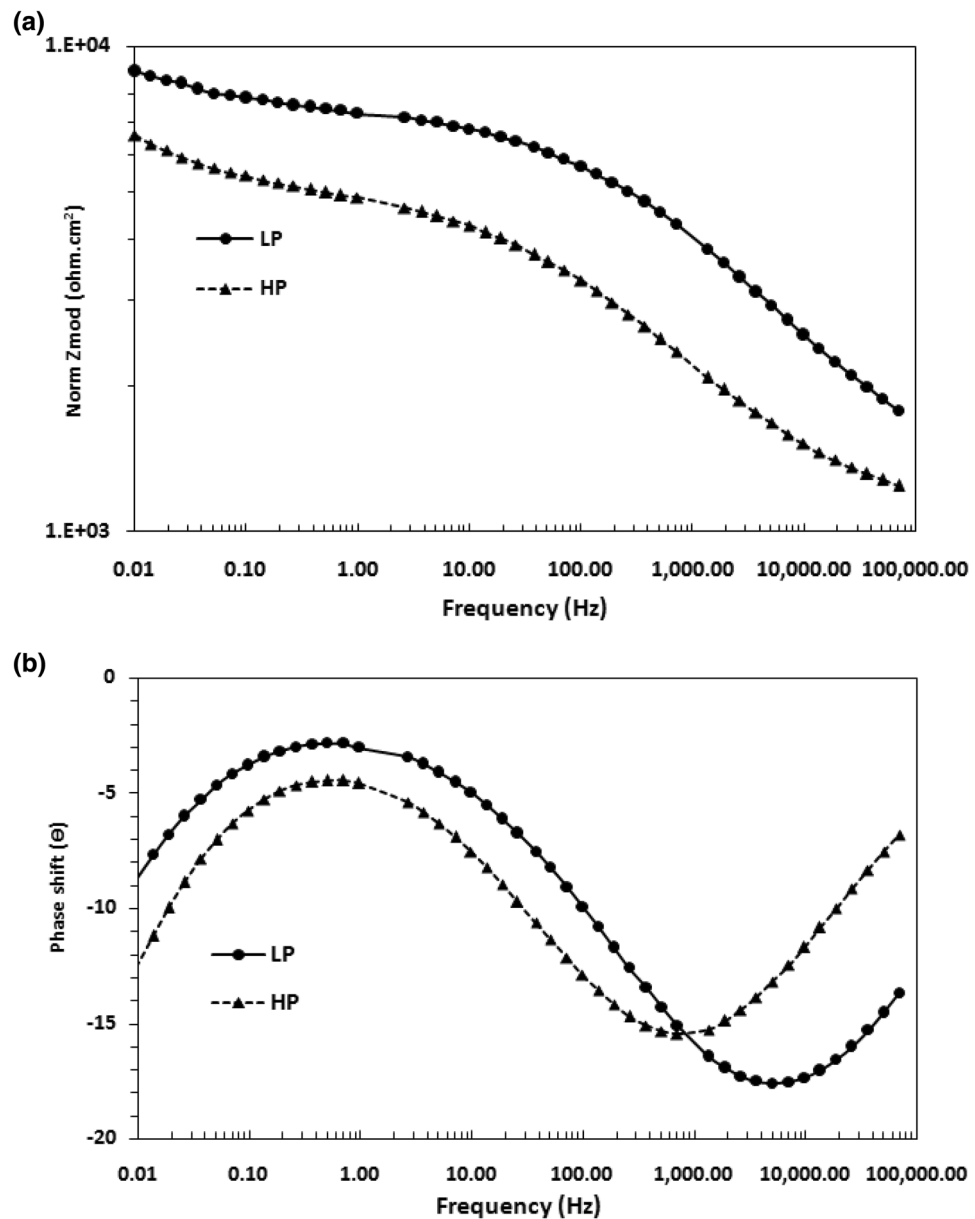 (a)
1.E+04
Norm Zmod (ohm.cm²)
LP
HP
1.E+03
0.01 0.10 1.00 10.00 100.00 1,000.00 10,000.00 100,000.00
Frequency (Hz)
(b)
0
-5
Phase shift (Θ)
-10
LP
HP
-15
-20
0.01 0.10 1.00 10.00 100.00 1,000.00 10,000.00 100,000.00
Frequency (Hz)